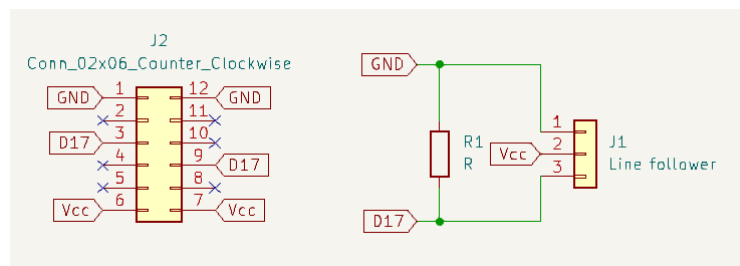 J2
Conn_02x06_Counter_Clockwise
GND 1 12 GND
2 11
D17 3 10
4 9 D17
5 8
Vcc 6 7 Vcc
GND
R1
R
D17
1
Vcc 2
3
J1
Line follower